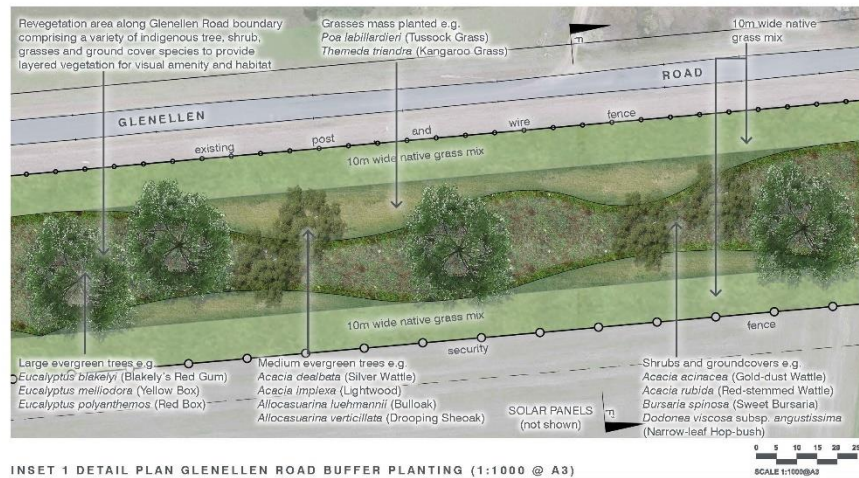 Revegetation area along Glenellen Road boundary
comprising a variety of indigenous tree, shrub,
grasses and ground cover species to provide
layered vegetation for visual amenity and habitat
Grasses mass planted e.g.
Poa labillardieri (Tussock Grass)
Themeda triandra (Kangaroo Grass)
F
10m wide native
grass mix
GLENELLEN
ROAD
existing post and wire fence
10m wide native grass mix
10m wide native grass mix
security fence
Large evergreen trees e.g.
Eucalyptus blakelyi (Blakely's Red Gum)
Eucalyptus melliodora (Yellow Box)
Eucalyptus polyanthemos (Red Box)
Medium evergreen trees e.g.
Acacia dealbata (Silver Wattle)
Acacia implexa (Lightwood)
Allocasuarina luehmannii (Bulloak)
Allocasuarina verticillata (Drooping Sheoak)
SOLAR PANELS
(not shown)
Shrubs and groundcovers e.g.
Acacia acinacea (Gold-dust Wattle)
Acacia rubida (Red-stemmed Wattle)
Bursaria spinosa (Sweet Bursaria)
Dodonea viscosa subsp. angustissima
(Narrow-leaf Hop-bush)
INSET 1 DETAIL PLAN GLENELLEN ROAD BUFFER PLANTING (1:1000 @ A3)
0 5 10 15 20 25
SCALE 1:1000@A3